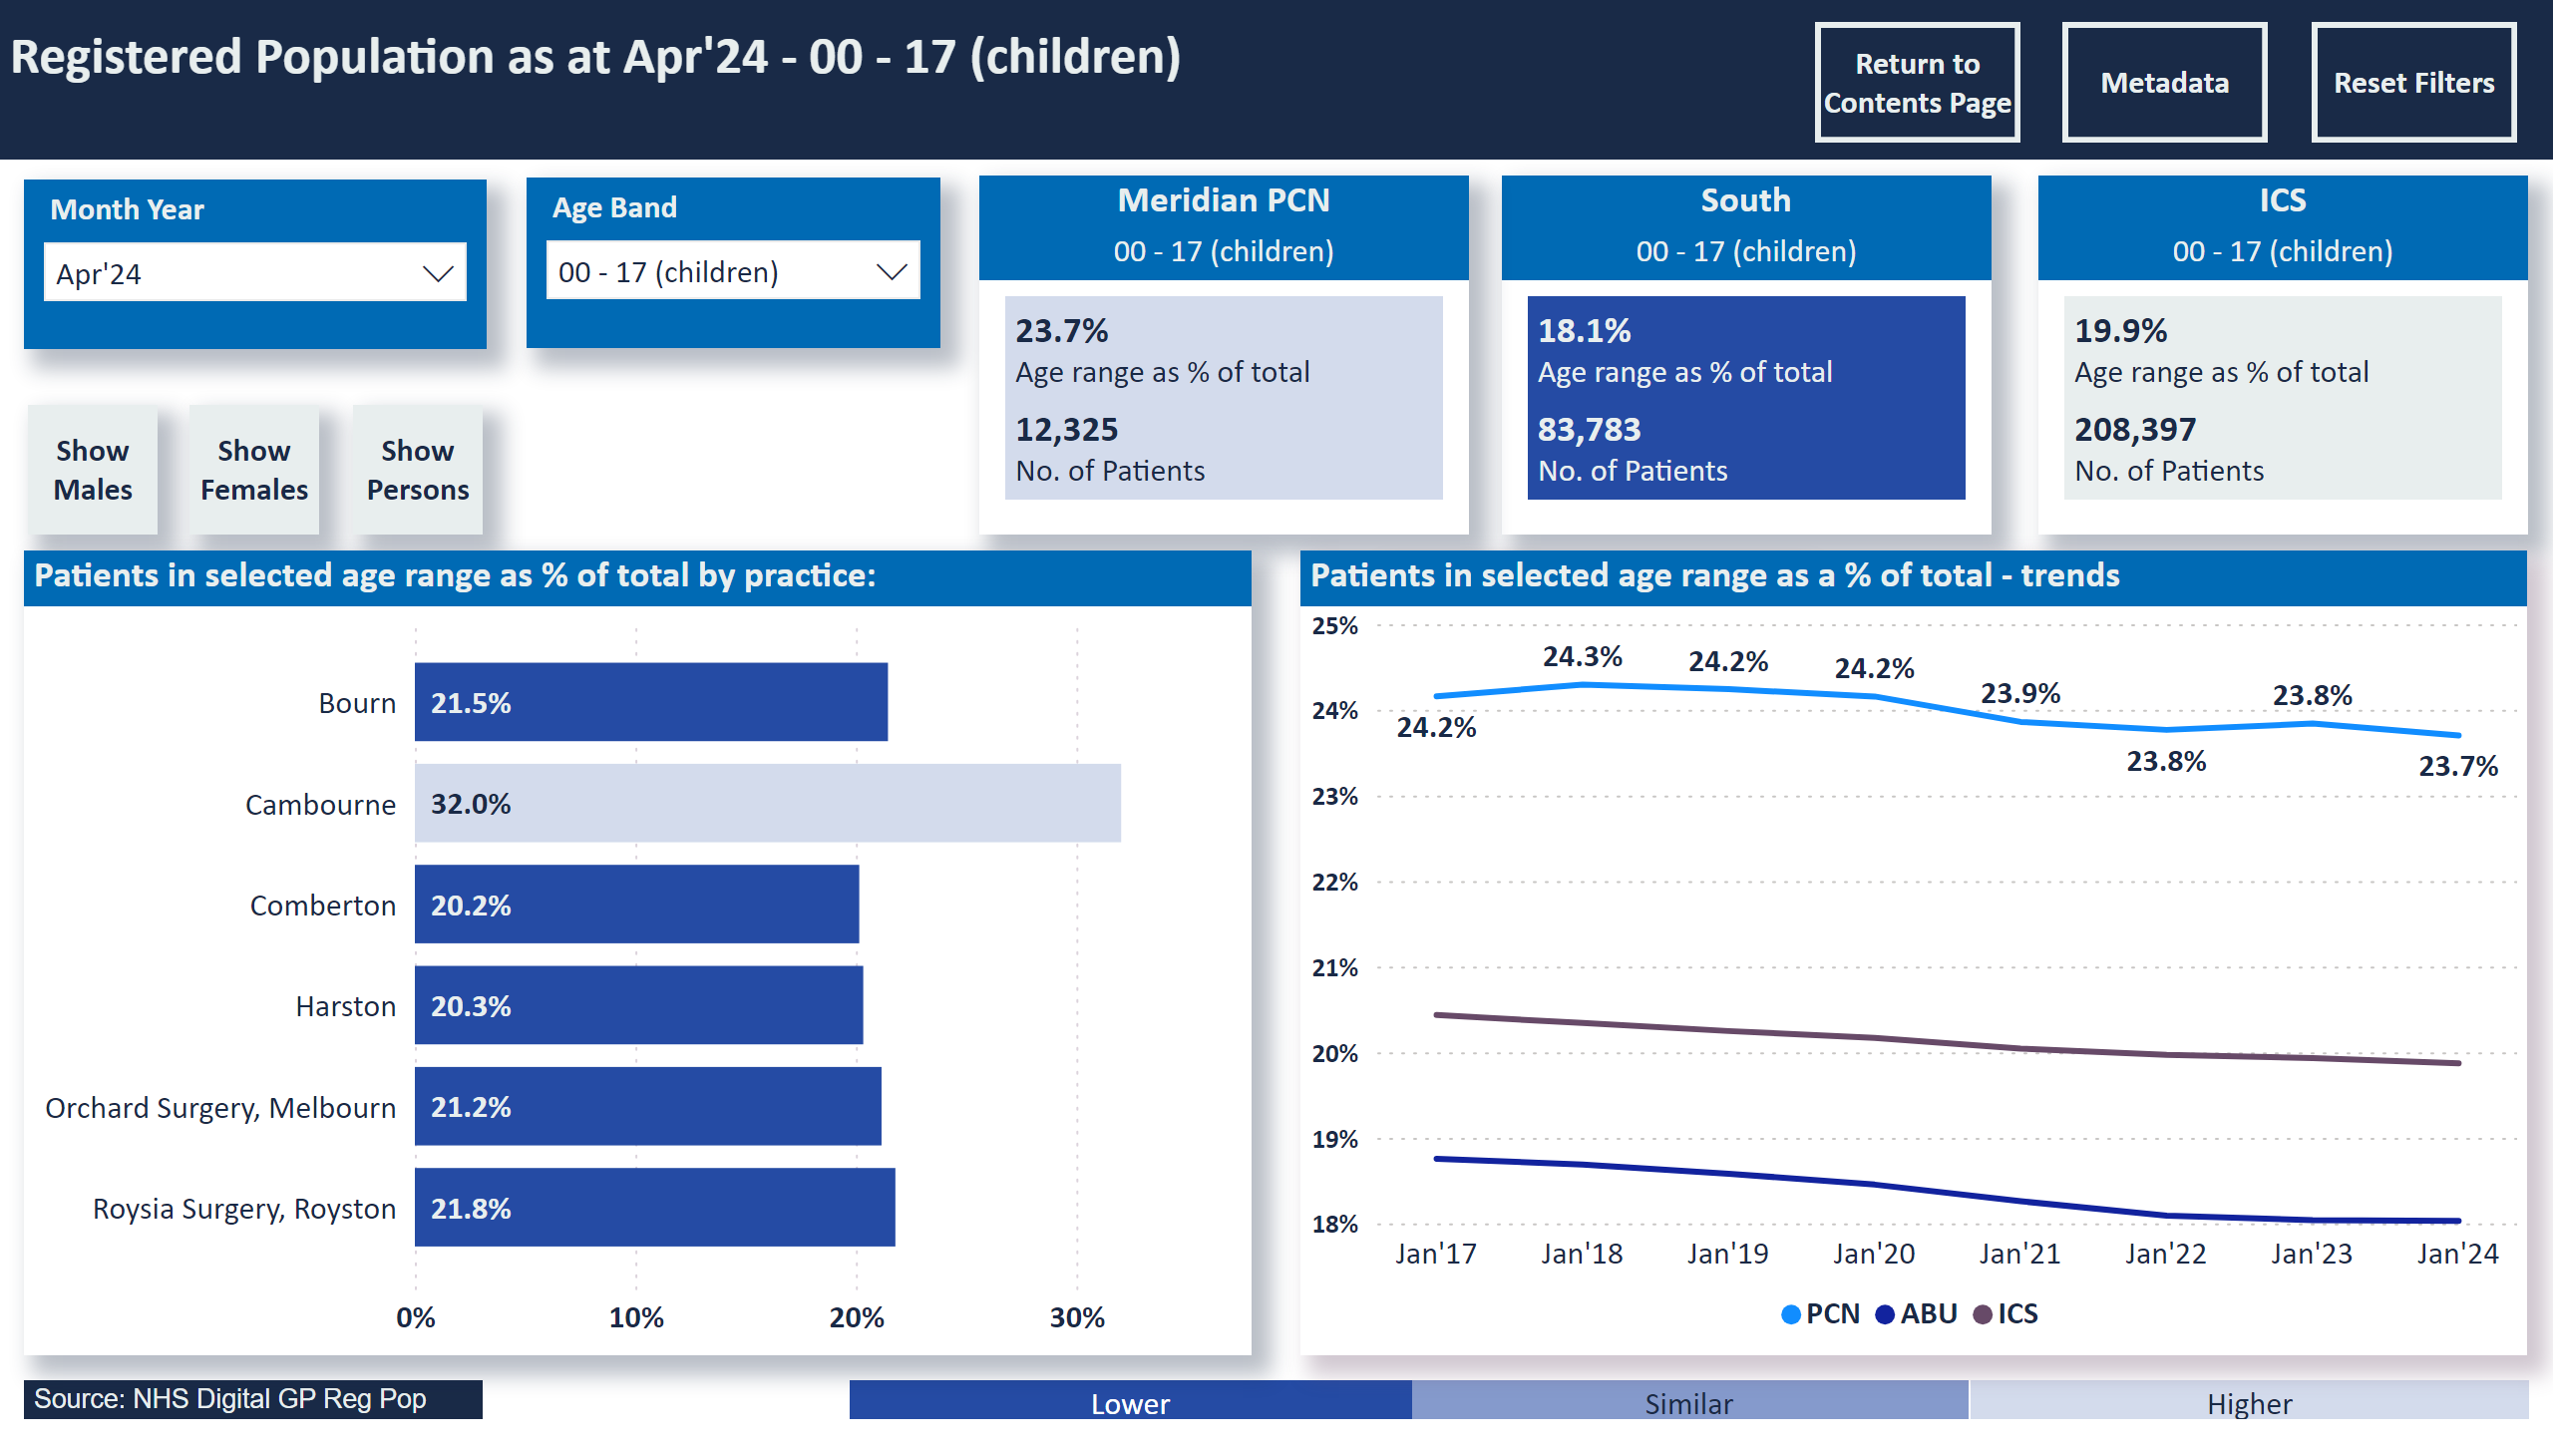 Registered Population as at Apr'24 - 00 - 17 (children)
Return to
Contents Page
Metadata
Reset Filters
Month Year
Apr'24
Age Band
00 - 17 (children)
Meridian PCN
00 - 17 (children)
23.7%
Age range as % of total
12,325
No. of Patients
South
00 - 17 (children)
18.1%
Age range as % of total
83,783
No. of Patients
ICS
00 - 17 (children)
19.9%
Age range as % of total
208,397
No. of Patients
Show
Males
Show
Females
Show
Persons
Patients in selected age range as % of total by practice:
Bourn
21.5%
Cambourne
32.0%
Comberton
20.2%
Harston
20.3%
Orchard Surgery, Melbourn
21.2%
Roysia Surgery, Royston
21.8%
0%
10%
20%
30%
Patients in selected age range as a % of total - trends
25%
24%
23%
22%
21%
20%
19%
18%
24.2%
24.3%
24.2%
24.2%
23.9%
23.8%
23.8%
23.7%
Jan'17
Jan'18
Jan'19
Jan'20
Jan'21
Jan'22
Jan'23
Jan'24
PCN
ABU
ICS
Source: NHS Digital GP Reg Pop
Lower
Similar
Higher